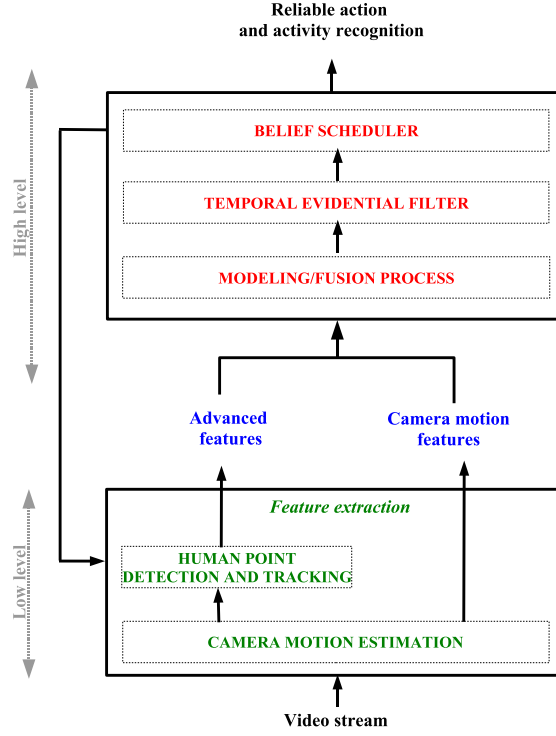 Reliable action
and activity recognition
High level
BELIEF SCHEDULER
TEMPORAL EVIDENTIAL FILTER
MODELING/FUSION PROCESS
Advanced
features
Camera motion
features
Low level
Feature extraction
HUMAN POINT
DETECTION AND TRACKING
CAMERA MOTION ESTIMATION
Video stream